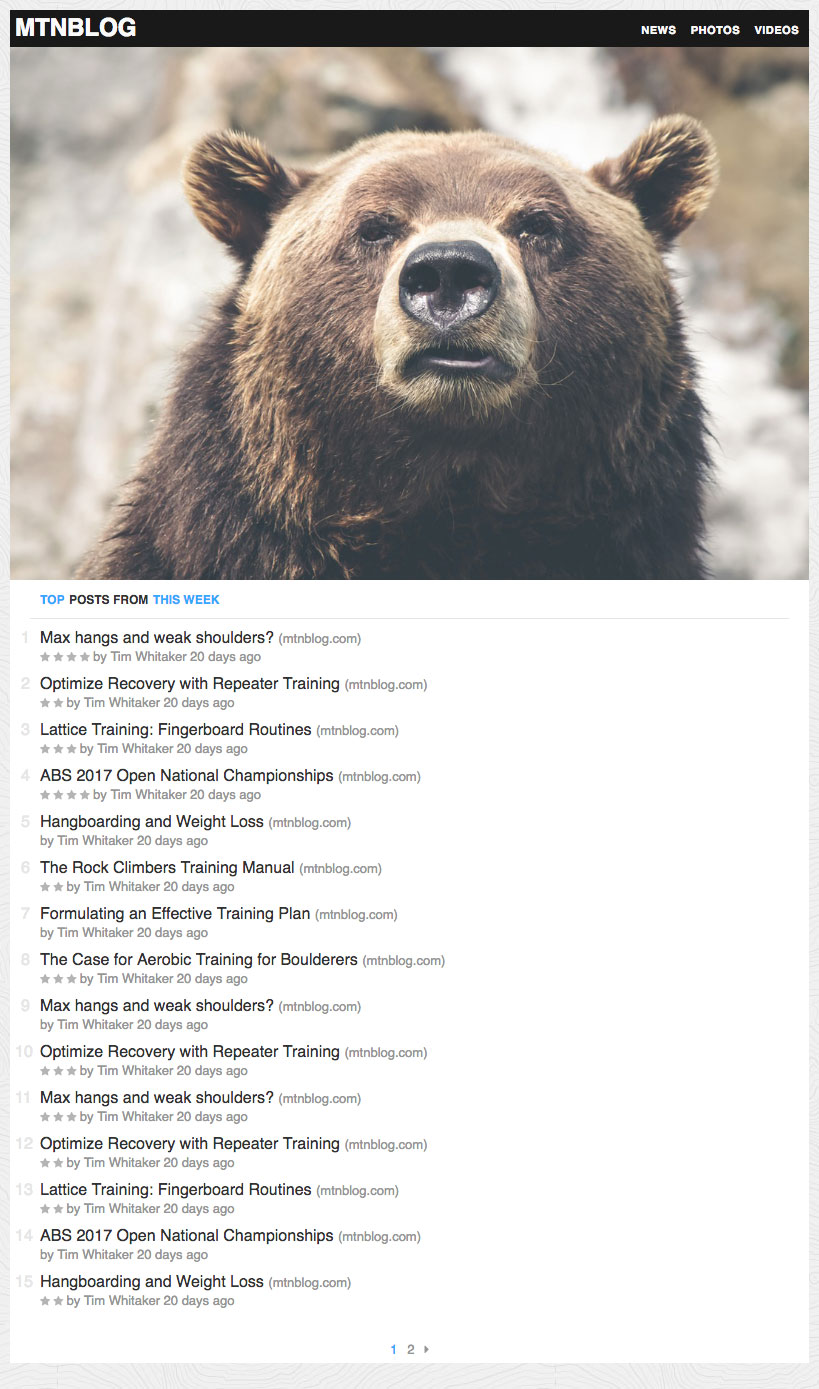 MTNBLOG
NEWS PHOTOS VIDEOS
TOP POSTS FROM THIS WEEK
1 Max hangs and weak shoulders? (mtnblog.com)
★★★★ by Tim Whitaker 20 days ago
2 Optimize Recovery with Repeater Training (mtnblog.com)
★★ by Tim Whitaker 20 days ago
3 Lattice Training: Fingerboard Routines (mtnblog.com)
★★★ by Tim Whitaker 20 days ago
4 ABS 2017 Open National Championships (mtnblog.com)
★★★★ by Tim Whitaker 20 days ago
5 Hangboarding and Weight Loss (mtnblog.com)
by Tim Whitaker 20 days ago
6 The Rock Climbers Training Manual (mtnblog.com)
★★ by Tim Whitaker 20 days ago
7 Formulating an Effective Training Plan (mtnblog.com)
by Tim Whitaker 20 days ago
8 The Case for Aerobic Training for Boulderers (mtnblog.com)
★★★ by Tim Whitaker 20 days ago
9 Max hangs and weak shoulders? (mtnblog.com)
by Tim Whitaker 20 days ago
10 Optimize Recovery with Repeater Training (mtnblog.com)
★★★ by Tim Whitaker 20 days ago
11 Max hangs and weak shoulders? (mtnblog.com)
★★★ by Tim Whitaker 20 days ago
12 Optimize Recovery with Repeater Training (mtnblog.com)
★★ by Tim Whitaker 20 days ago
13 Lattice Training: Fingerboard Routines (mtnblog.com)
★★ by Tim Whitaker 20 days ago
14 ABS 2017 Open National Championships (mtnblog.com)
by Tim Whitaker 20 days ago
15 Hangboarding and Weight Loss (mtnblog.com)
★★ by Tim Whitaker 20 days ago
1 2